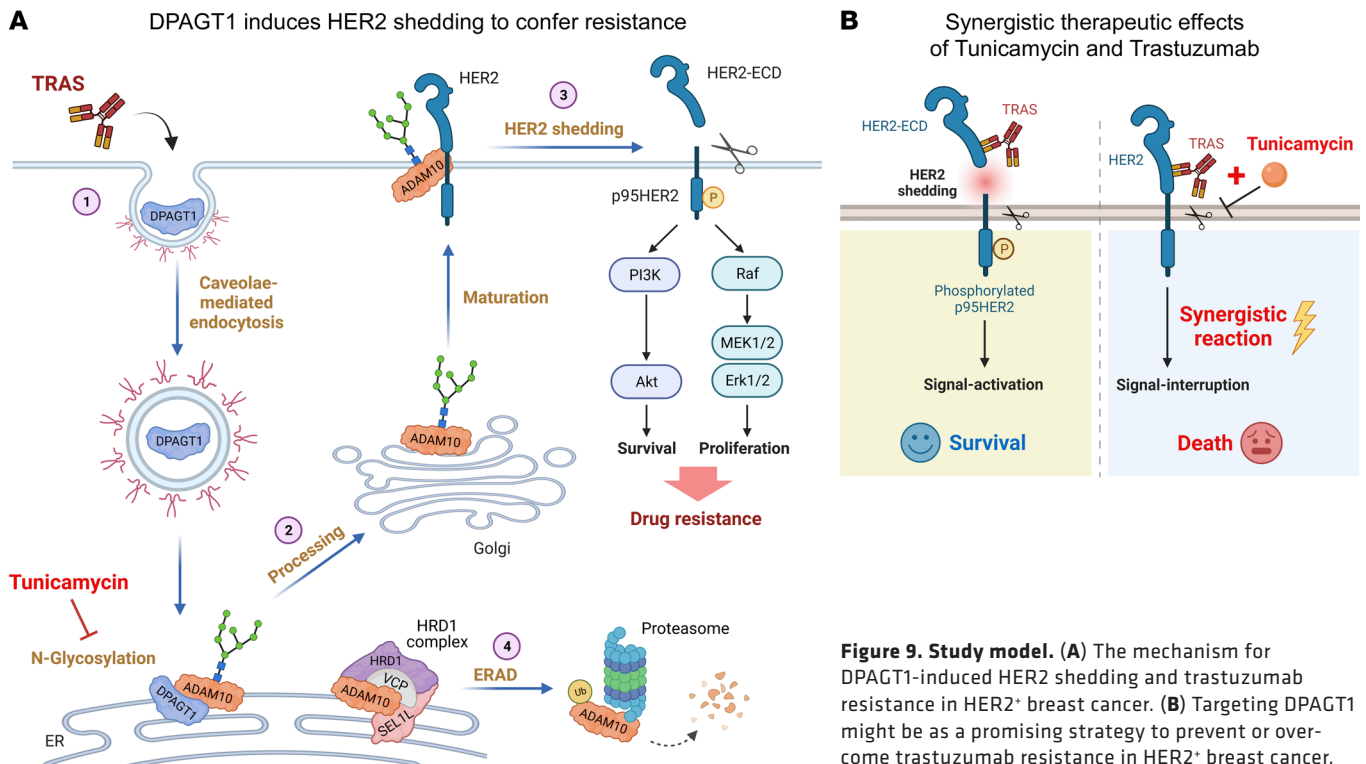 A
DPAGT1 induces HER2 shedding to confer resistance
TRAS
1
DPAGT1
Caveolae-
mediated
endocytosis
DPAGT1
Tunicamycin
N-Glycosylation
DPAGT1
ADAM10
ER
2
Processing
ADAM10
Golgi
Maturation
HER2
ADAM10
3
HER2 shedding
HER2-ECD
p95HER2
P
PI3K
Raf
MEK1/2
Akt
Erk1/2
Survival
Proliferation
Drug resistance
HRD1
complex
HRD1
VCP
ADAM10
SEL1L
4
ERAD
Proteasome
Ub
ADAM10
B
Synergistic therapeutic effects
of Tunicamycin and Trastuzumab
HER2-ECD
TRAS
HER2
shedding
P
Phosphorylated
p95HER2
Signal-activation
Survival
HER2
TRAS
+
Tunicamycin
Synergistic
reaction
Signal-interruption
Death
Figure 9. Study model. (A) The mechanism for
DPAGT1-induced HER2 shedding and trastuzumab
resistance in HER2⁺ breast cancer. (B) Targeting DPAGT1
might be as a promising strategy to prevent or over-
come trastuzumab resistance in HER2⁺ breast cancer.